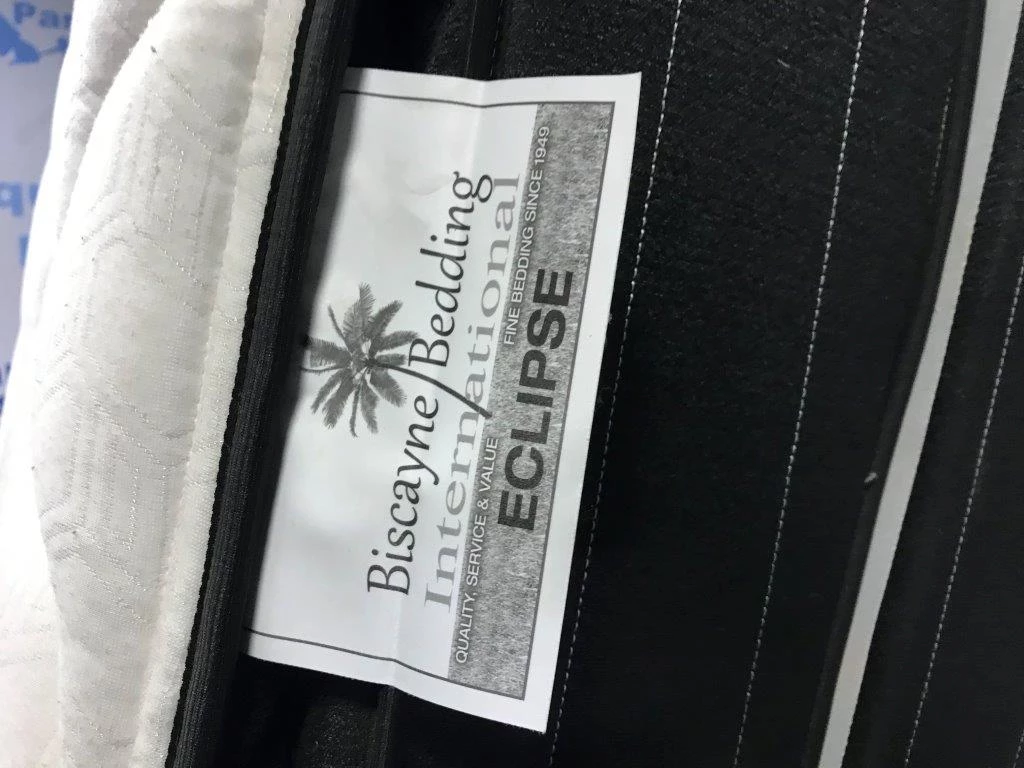 Biscayne Bedding
International
QUALITY, SERVICE & VALUE FINE BEDDING SINCE 1949
ECLIPSE